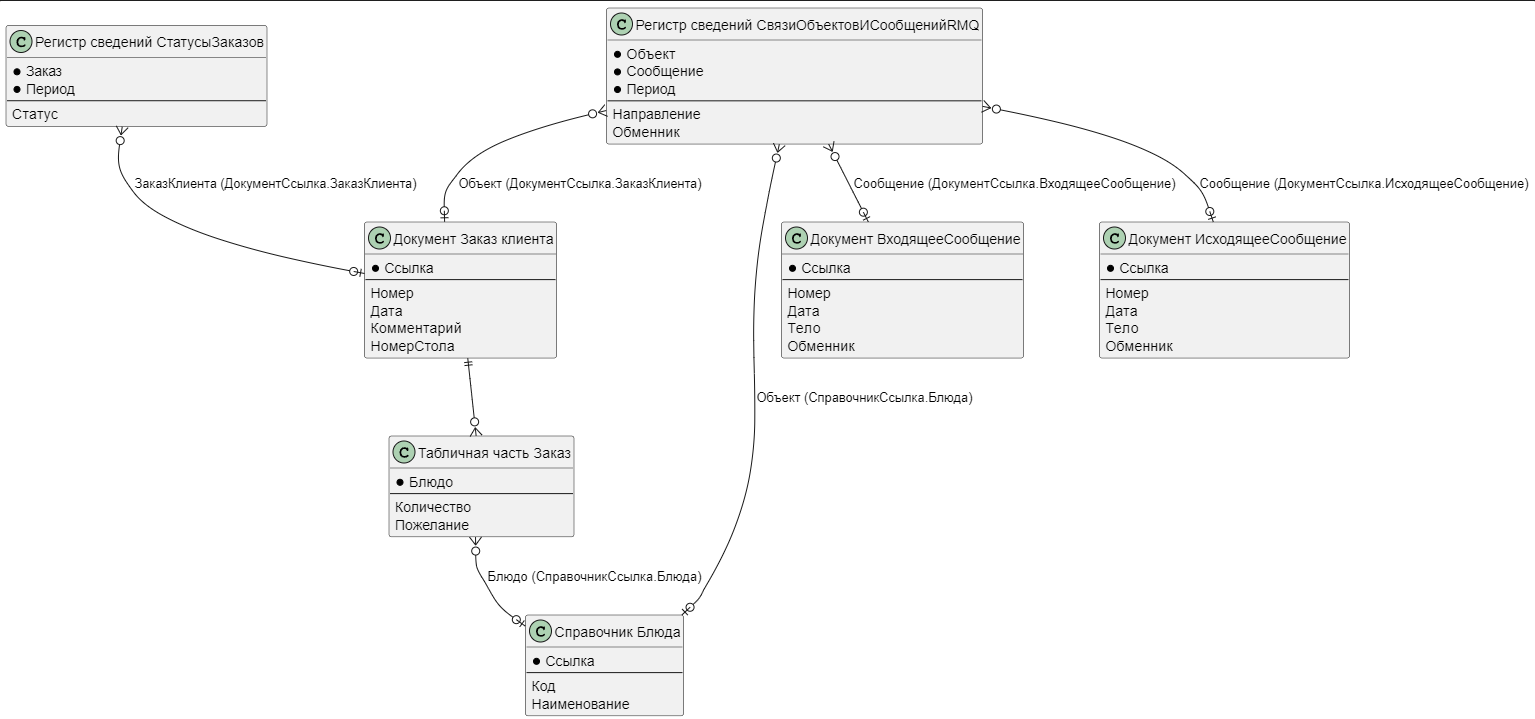 C Регистр сведений СтатусыЗаказов
Заказ
Период
Статус
C Регистр сведений СвязиОбъектовИСообщенийRMQ
Объект
Сообщение
Период
Направление
Обменник
ЗаказКлиента (ДокументСсылка.ЗаказКлиента)
Объект (ДокументСсылка.ЗаказКлиента)
Сообщение (ДокументСсылка.ВходящееСообщение)
Сообщение (ДокументСсылка.ИсходящееСообщение)
C Документ Заказ клиента
Ссылка
Номер
Дата
Комментарий
НомерСтола
C Документ ВходящееСообщение
Ссылка
Номер
Дата
Тело
Обменник
C Документ ИсходящееСообщение
Ссылка
Номер
Дата
Тело
Обменник
Объект (СправочникСсылка.Блюда)
C Табличная часть Заказ
Блюдо
Количество
Пожелание
Блюдо (СправочникСсылка.Блюда)
C Справочник Блюда
Ссылка
Код
Наименование